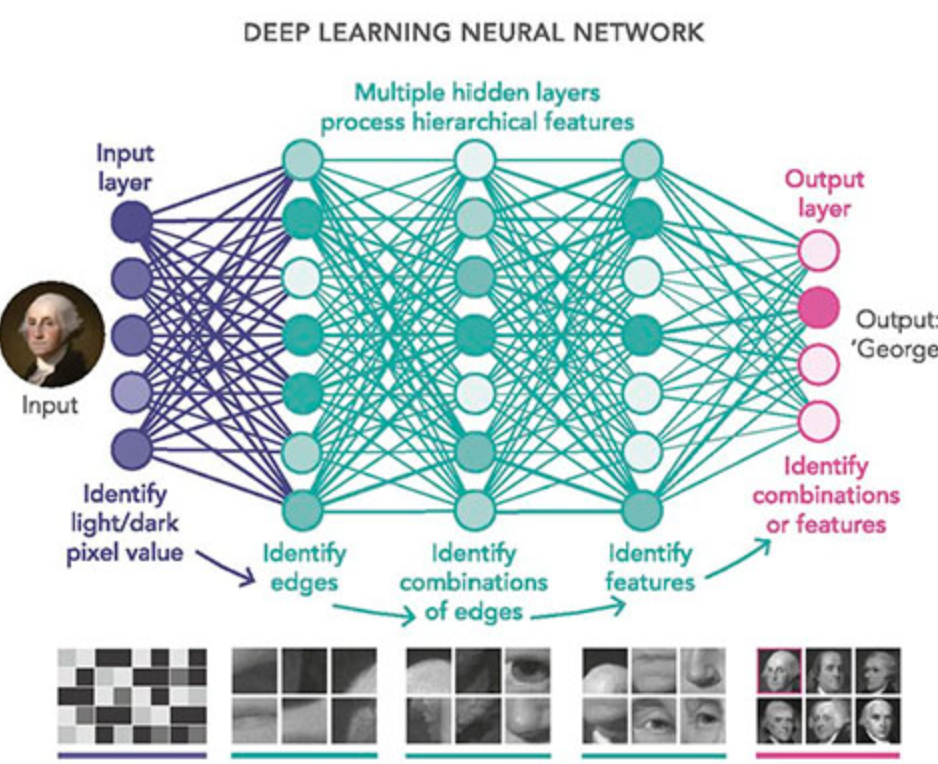 DEEP LEARNING NEURAL NETWORK
Multiple hidden layers
process hierarchical features
Input
layer
Output
layer
Input
Output:
'George
Identify
light/dark
pixel value
Identify
edges
Identify
combinations
of edges
Identify
features
Identify
combinations
or features